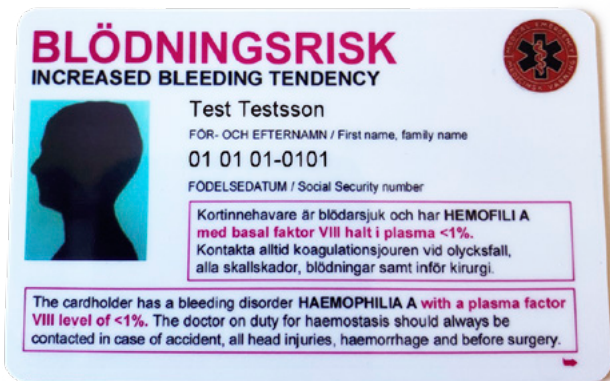 BLÖDNINGSRISK
INCREASED BLEEDING TENDENCY
Test Testsson
FÖR- OCH EFTERNAMN / First name, family name
01 01 01-0101
FÖDELSEDATUM / Social Security number
Kortinnehavare är blödarsjuk och har HEMOFILI A
med basal faktor VIII halt i plasma <1%.
Kontakta alltid koagulationsjouren vid olycksfall,
alla skallskador, blödningar samt inför kirurgi.
The cardholder has a bleeding disorder HAEMOPHILIA A with a plasma factor
VIII level of <1%. The doctor on duty for haemostasis should always be
contacted in case of accident, all head injuries, haemorrhage and before surgery.